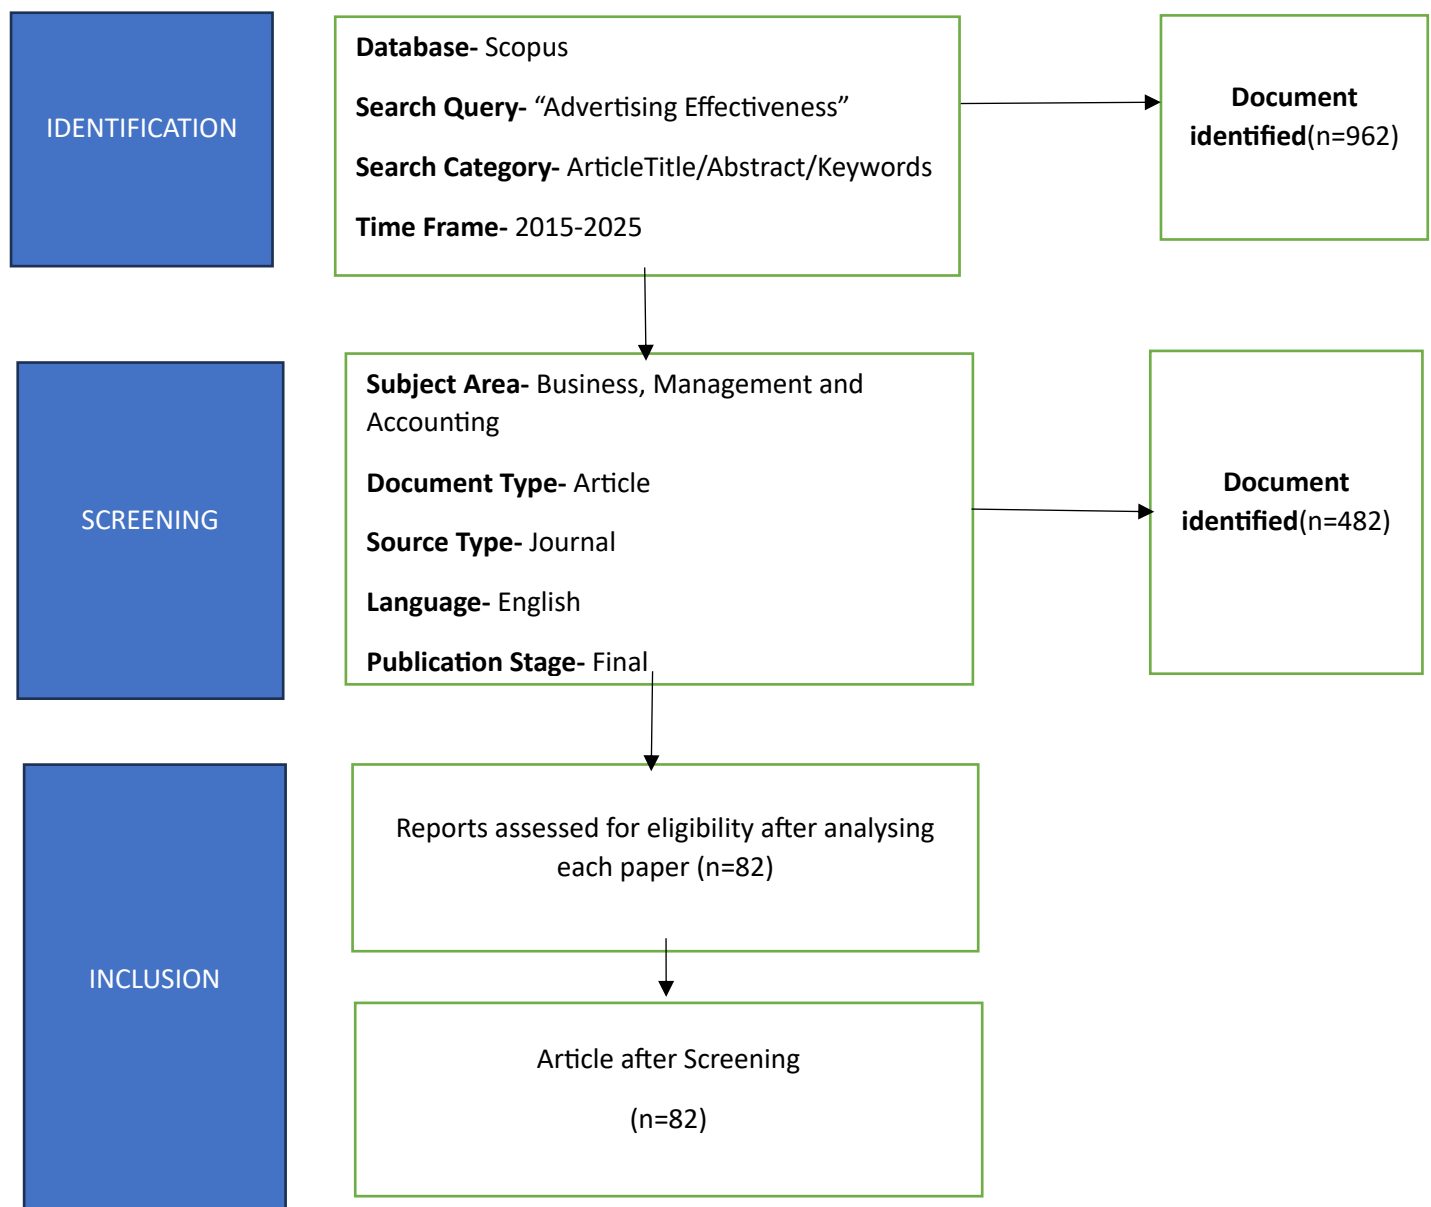 IDENTIFICATION
Database- Scopus
Search Query- “Advertising Effectiveness”
Search Category- ArticleTitle/Abstract/Keywords
Time Frame- 2015-2025
Document
identified(n=962)
SCREENING
Subject Area- Business, Management and
Accounting
Document Type- Article
Source Type- Journal
Language- English
Publication Stage- Final
Document
identified(n=482)
INCLUSION
Reports assessed for eligibility after analysing
each paper (n=82)
Article after Screening
(n=82)